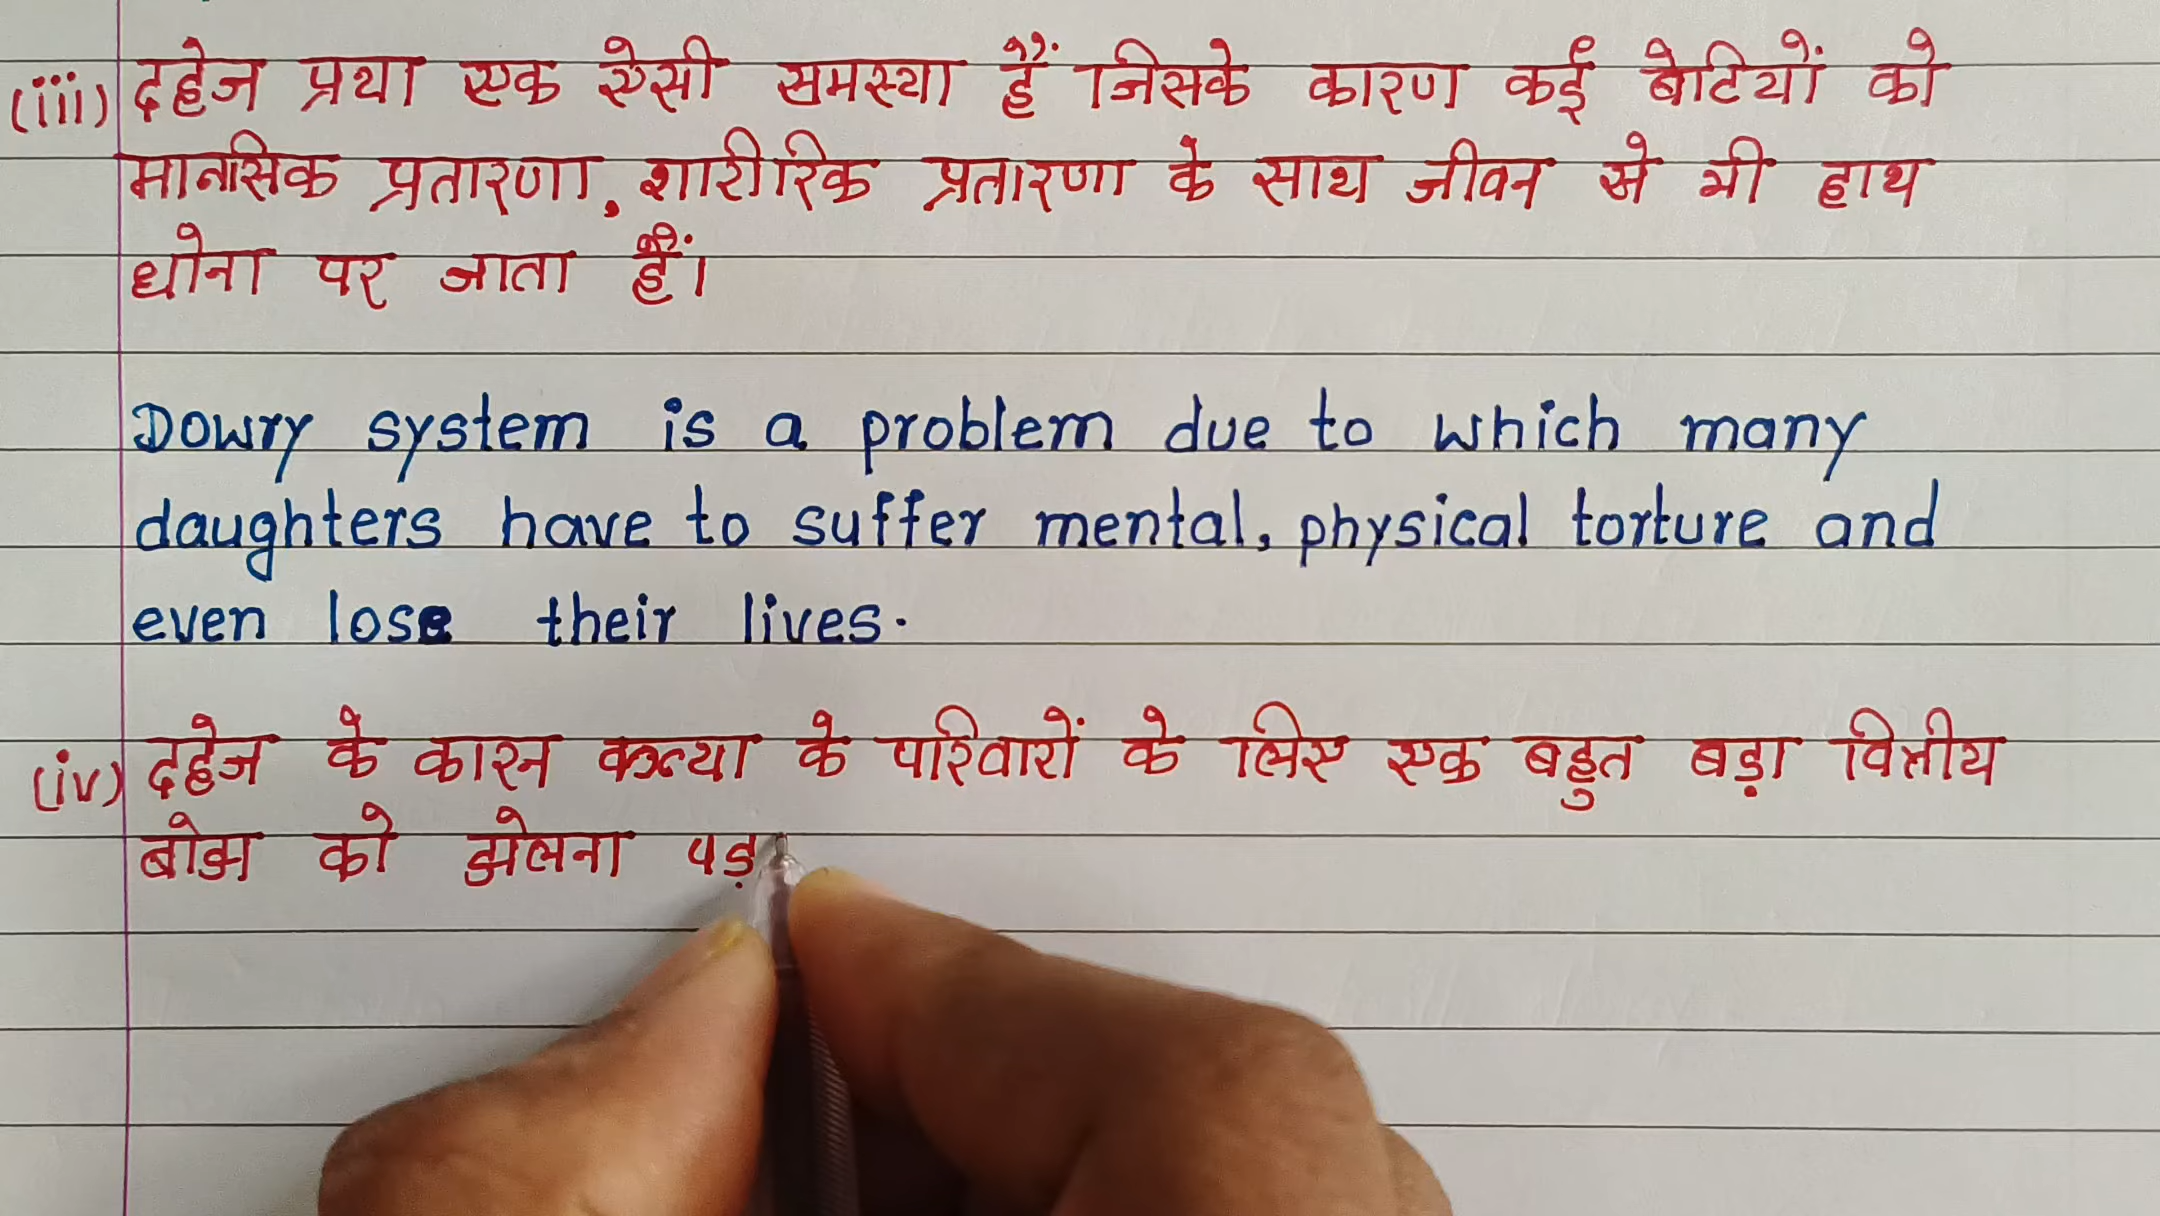 (iii) दहेज प्रथा एक ऐसी समस्या हैं जिसके कारण कई बेटियों को
मानसिक प्रतारणा, शारीरिक प्रतारणा के साथ जीवन से भी हाथ
धोना पर जाता हैं।
Dowry system is a problem due to which many
daughters have to suffer mental, physical torture and
even lose their lives.
(iv) दहेज के कारन कन्या के परिवारों के लिए एक बहुत बड़ा वित्तीय
बोझ को झेलना पड़